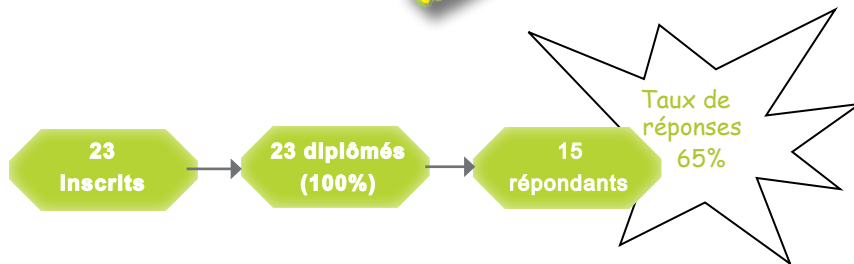 23
inscrits
23 diplômés
(100%)
15
répondants
Taux de
réponses
65%